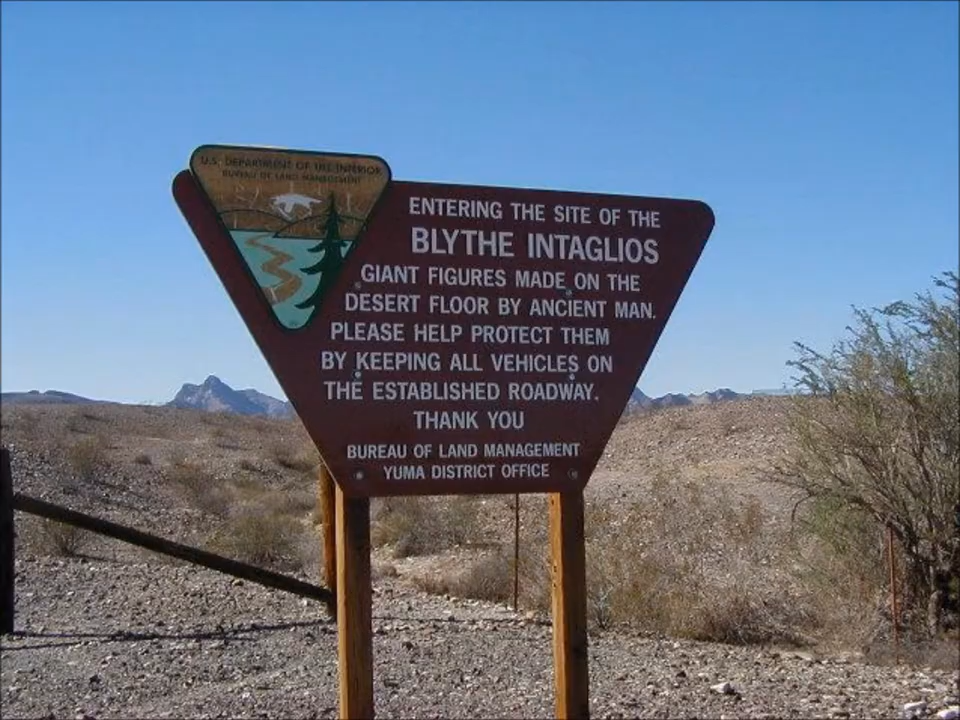 U.S. DEPARTMENT OF THE INTERIOR
BUREAU OF LAND MANAGEMENT
ENTERING THE SITE OF THE
BLYTHE INTAGLIOS
GIANT FIGURES MADE ON THE
DESERT FLOOR BY ANCIENT MAN.
PLEASE HELP PROTECT THEM
BY KEEPING ALL VEHICLES ON
THE ESTABLISHED ROADWAY.
THANK YOU
BUREAU OF LAND MANAGEMENT
YUMA DISTRICT OFFICE